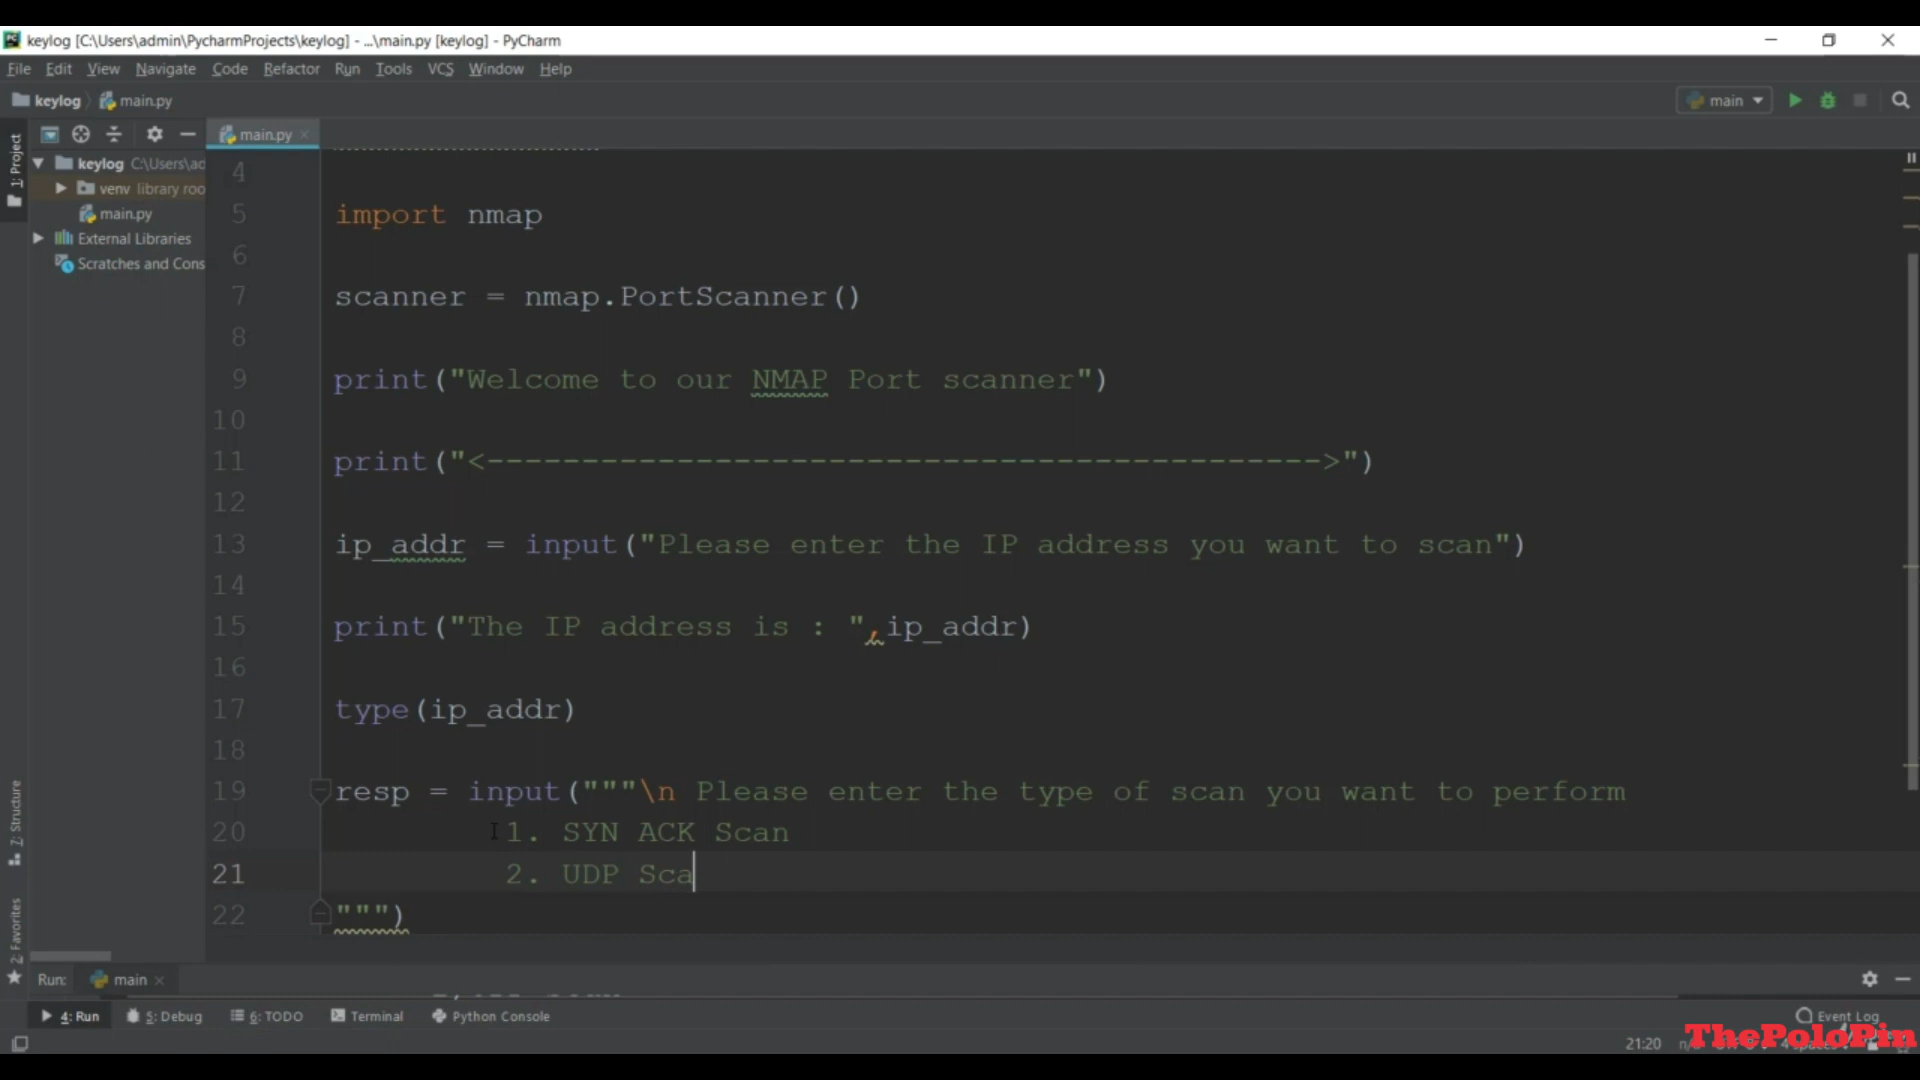 keylog [C:\Users\admin\PycharmProjects\keylog] - ...\main.py [keylog] - PyCharm
File Edit View Navigate Code Refactor Run Tools VCS Window Help
keylog main.py main
1: Project
main.py
keylog C:\Users\ad
venv library roo
main.py
External Libraries
Scratches and Cons
4
5 import nmap
6
7 scanner = nmap.PortScanner()
8
9 print("Welcome to our NMAP Port scanner")
10
11 print("<-------------------------------------------->")
12
13 ip_addr = input("Please enter the IP address you want to scan")
14
15 print("The IP address is : ",ip_addr)
16
17 type(ip_addr)
18
19 resp = input("""\n Please enter the type of scan you want to perform
20 1. SYN ACK Scan
21 2. UDP Sca
22 """)
7: Structure
2: Favorites
Run: main
4: Run 5: Debug 6: TODO Terminal Python Console Event Log
21:20
ThePoloPin